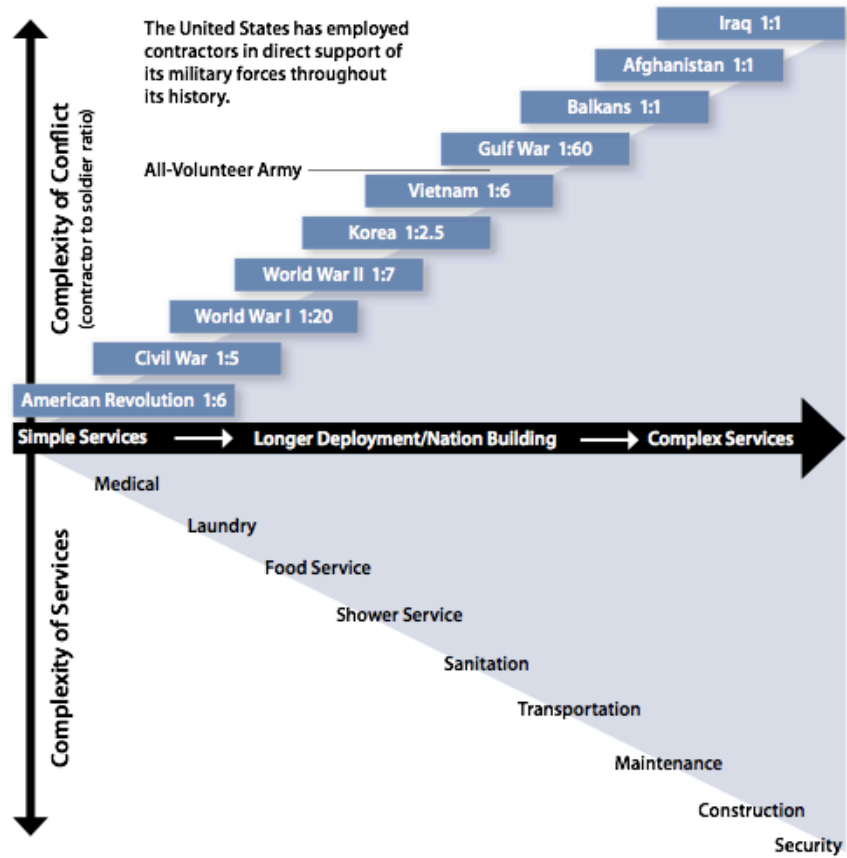 The United States has employed
contractors in direct support of
its military forces throughout
its history.
Iraq 1:1
Afghanistan 1:1
Balkans 1:1
Gulf War 1:60
All-Volunteer Army
Vietnam 1:6
Korea 1:2.5
World War II 1:7
World War I 1:20
Civil War 1:5
American Revolution 1:6
Complexity of Conflict
(contractor to soldier ratio)
Simple Services
Longer Deployment/Nation Building
Complex Services
Complexity of Services
Medical
Laundry
Food Service
Shower Service
Sanitation
Transportation
Maintenance
Construction
Security